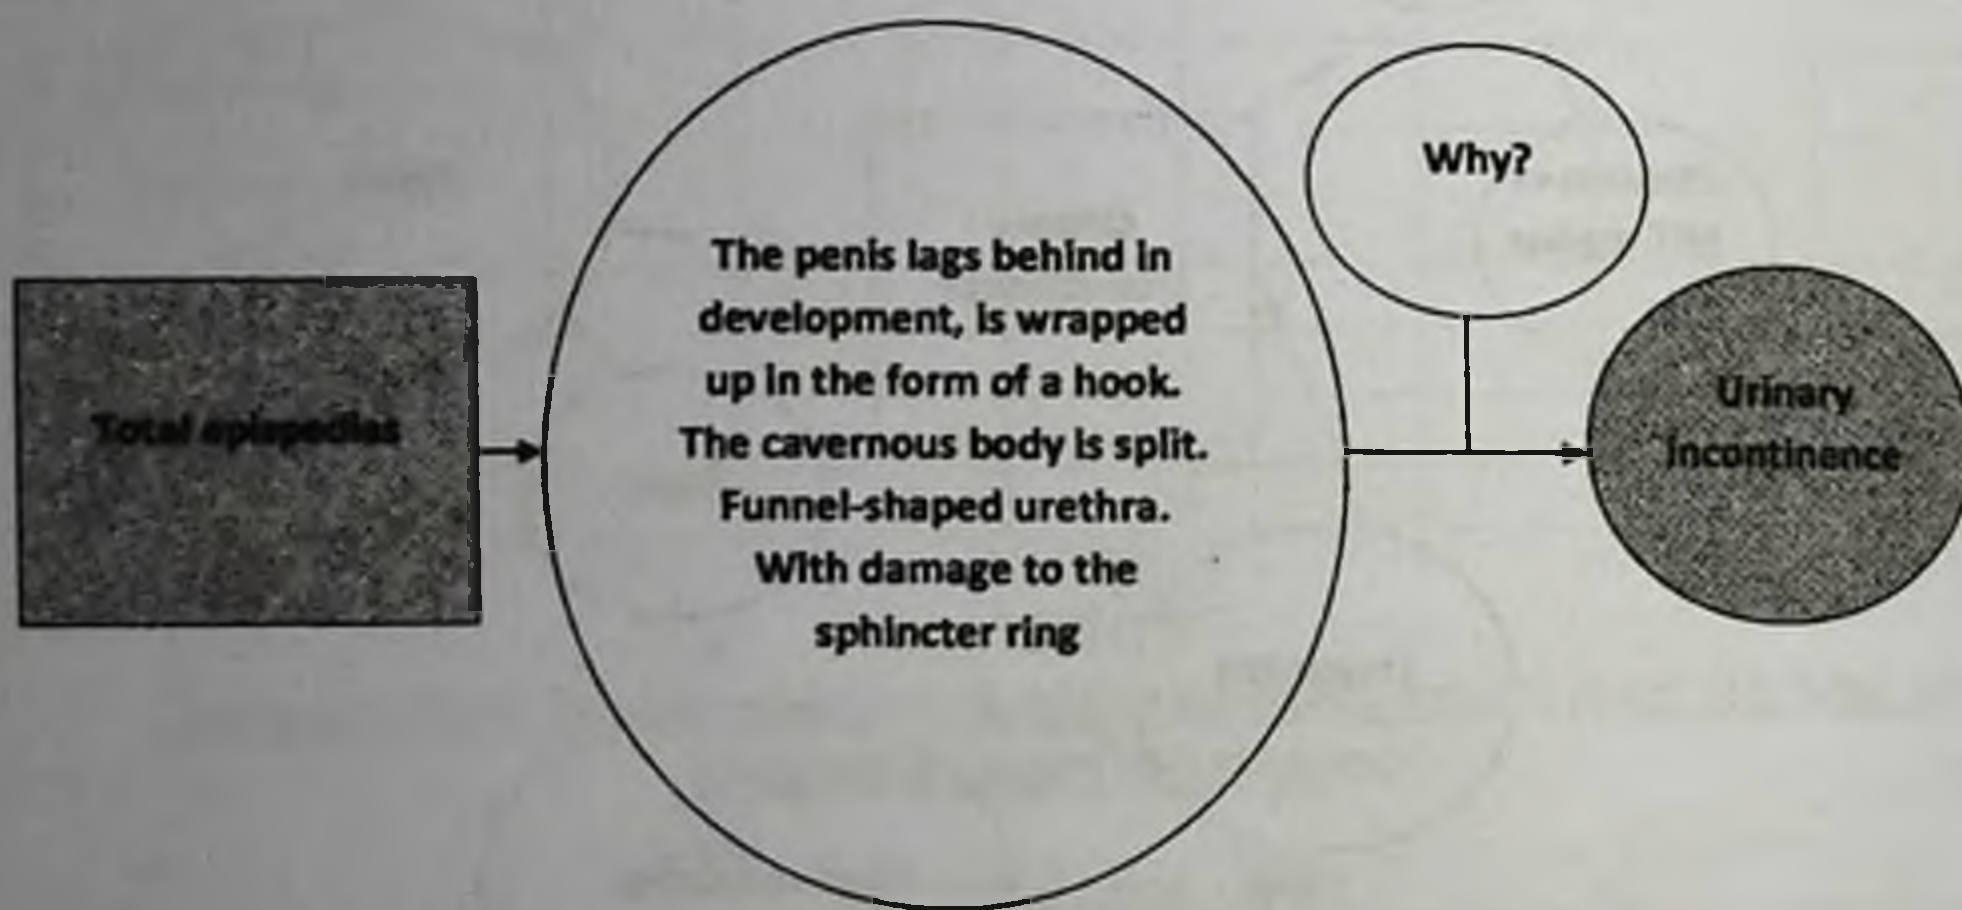 Total epispedias
The penis lags behind in
development, is wrapped
up in the form of a hook.
The cavernous body is split.
Funnel-shaped urethra.
With damage to the
sphincter ring
Why?
Urinary
incontinence